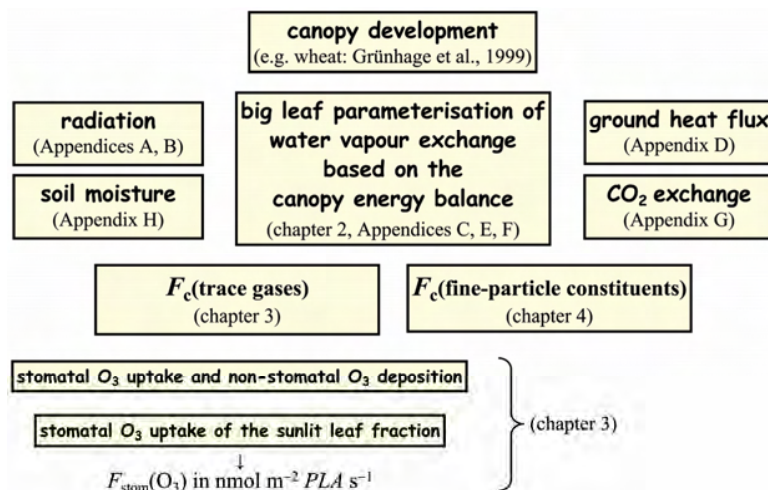 canopy development
(e.g. wheat: Grünhage et al., 1999)
radiation
(Appendices A, B)
soil moisture
(Appendix H)
big leaf parameterisation of
water vapour exchange
based on the
canopy energy balance
(chapter 2, Appendices C, E, F)
ground heat flux
(Appendix D)
CO₂ exchange
(Appendix G)
F_c(trace gases)
(chapter 3)
F_c(fine-particle constituents)
(chapter 4)
stomatal O₃ uptake and non-stomatal O₃ deposition
stomatal O₃ uptake of the sunlit leaf fraction
↓
F_stom(O₃) in nmol m⁻² PLA s⁻¹
(chapter 3)